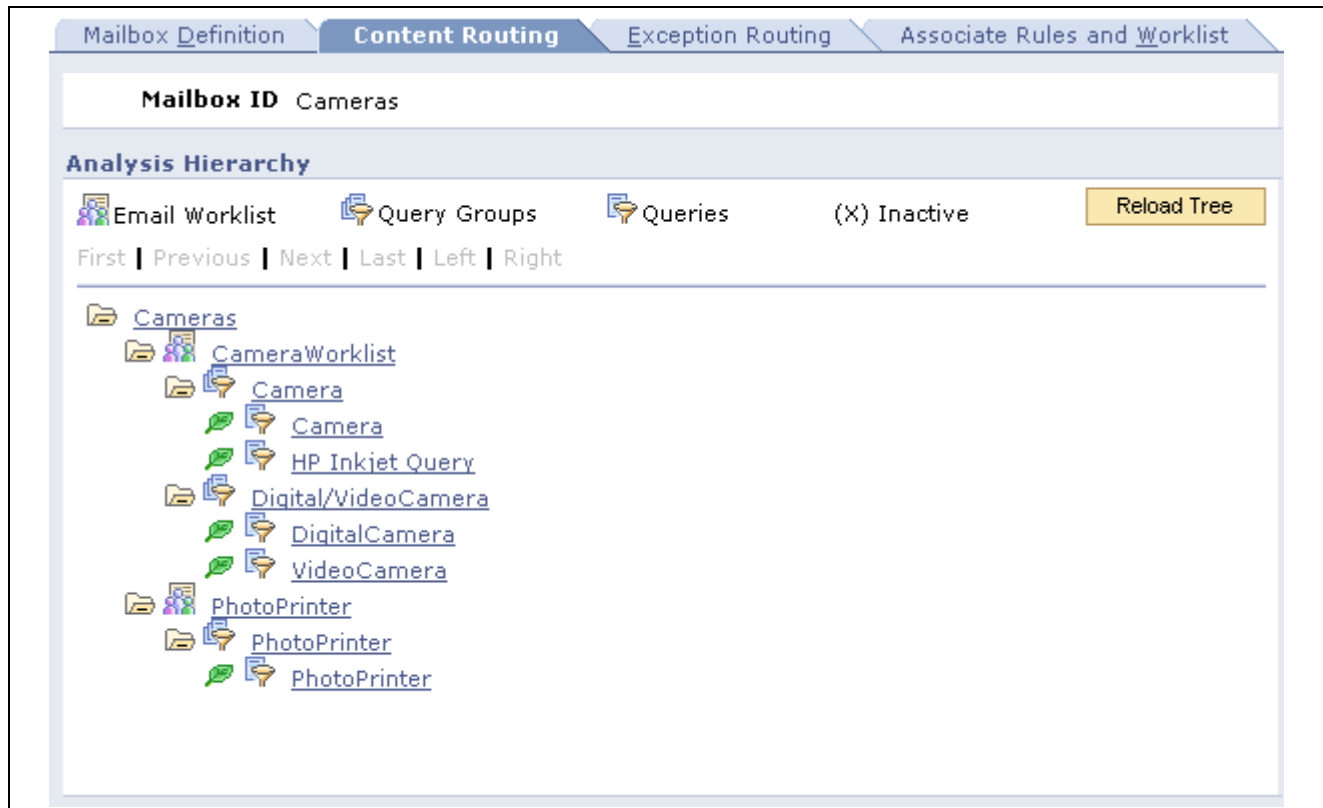 Mailbox Definition Content Routing Exception Routing Associate Rules and Worklist
Mailbox ID Cameras
Analysis Hierarchy
Email Worklist Query Groups Queries (X) Inactive Reload Tree
First | Previous | Next | Last | Left | Right
Cameras
CameraWorklist
Camera
Camera
HP Inkjet Query
Digital/VideoCamera
DigitalCamera
VideoCamera
PhotoPrinter
PhotoPrinter
PhotoPrinter